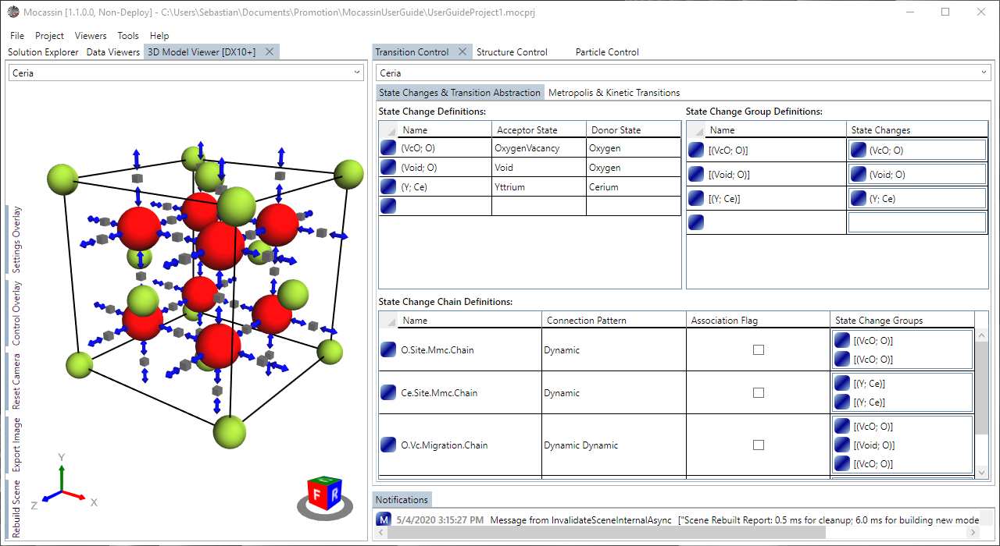 Mocassin [1.1.0.0, Non-Deploy] - C:\Users\Sebastian\Documents\Promotion\MocassinUserGuide\UserGuideProject1.mocprj
File Project Viewers Tools Help
Solution Explorer Data Viewers 3D Model Viewer [DX10+]
Ceria
Settings Overlay
Control Overlay
Reset Camera
Export Image
Rebuild Scene
Y
Z
X
F
R
Transition Control Structure Control Particle Control
Ceria
State Changes & Transition Abstraction Metropolis & Kinetic Transitions
State Change Definitions:
Name Acceptor State Donor State
(VcO; O) OxygenVacancy Oxygen
(Void; O) Void Oxygen
(Y; Ce) Yttrium Cerium
State Change Group Definitions:
Name State Changes
[(VcO; O)] (VcO; O)
[(Void; O)] (Void; O)
[(Y; Ce)] (Y; Ce)
State Change Chain Definitions:
Name Connection Pattern Association Flag State Change Groups
O.Site.Mmc.Chain Dynamic [(VcO; O)]
[(VcO; O)]
Ce.Site.Mmc.Chain Dynamic [(Y; Ce)]
[(Y; Ce)]
O.Vc.Migration.Chain Dynamic Dynamic [(VcO; O)]
[(Void; O)]
[(VcO; O)]
Notifications
M 5/4/2020 3:15:27 PM Message from InvalidateSceneInternalAsync ["Scene Rebuilt Report: 0.5 ms for cleanup; 6.0 ms for building new mode